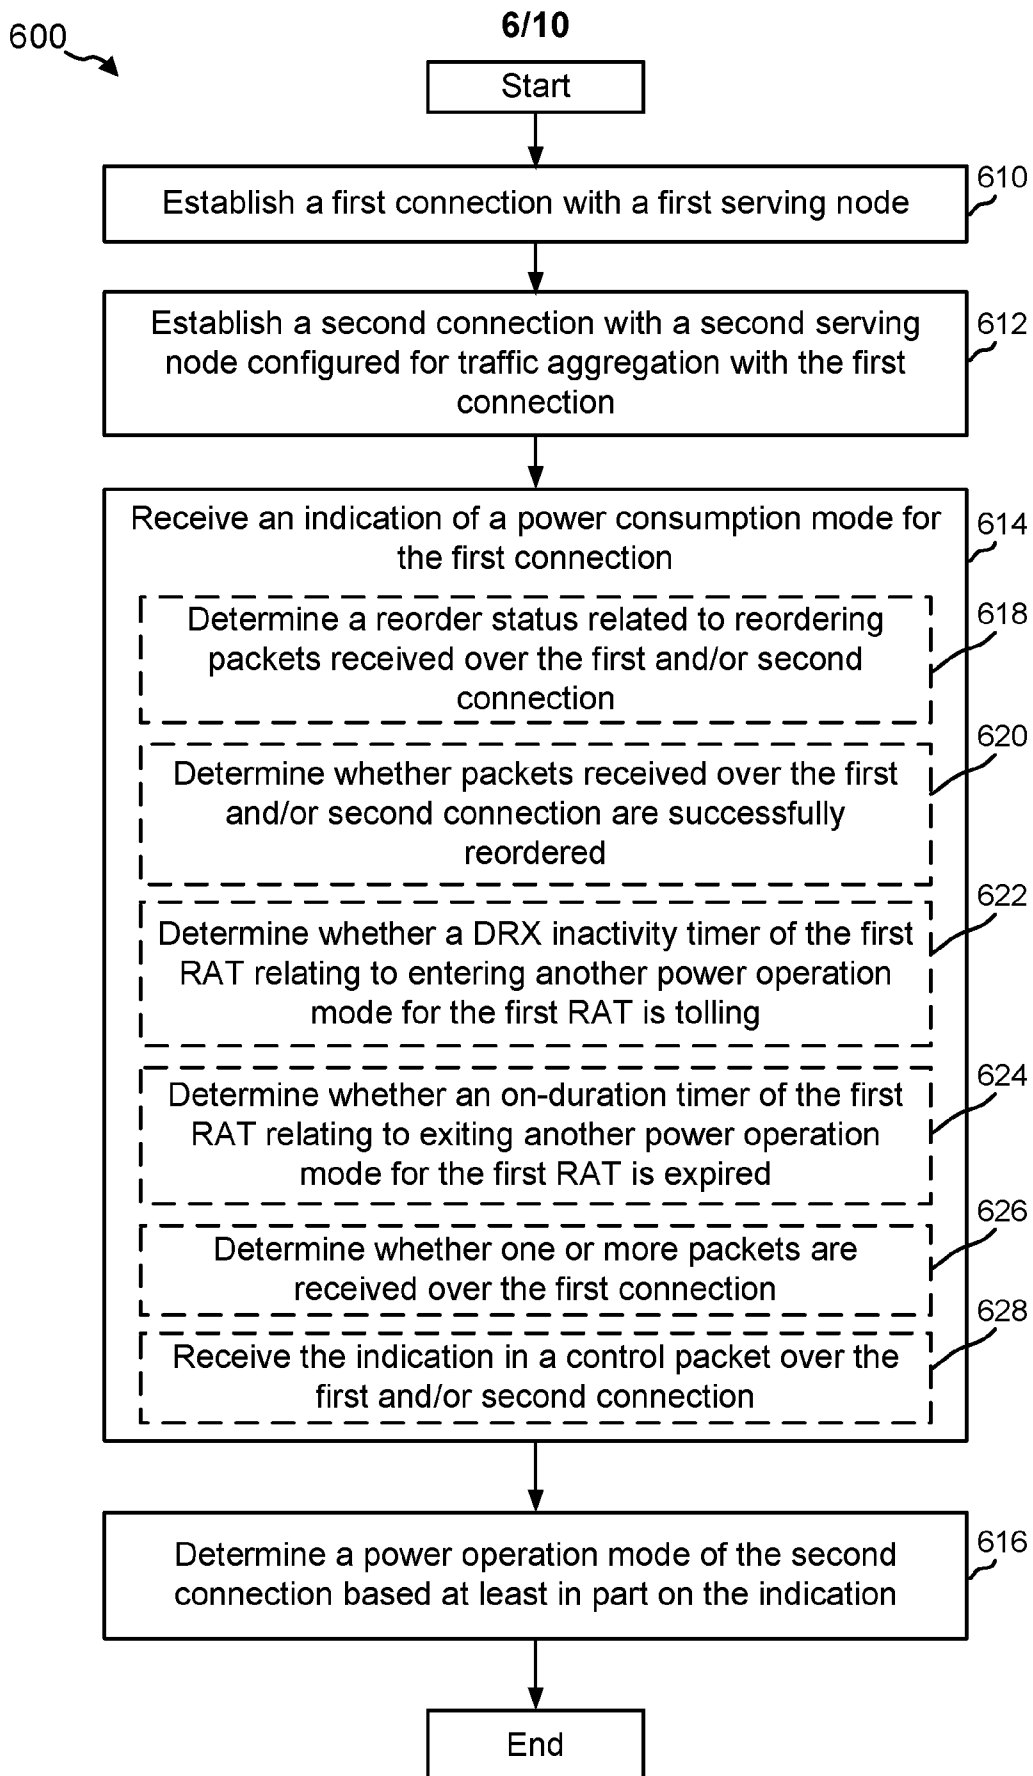 6/10
600
Start
Establish a first connection with a first serving node
610
Establish a second connection with a second serving
node configured for traffic aggregation with the first
connection
612
Receive an indication of a power consumption mode for
the first connection
614
Determine a reorder status related to reordering
packets received over the first and/or second
connection
618
Determine whether packets received over the first
and/or second connection are successfully
reordered
620
Determine whether a DRX inactivity timer of the first
RAT relating to entering another power operation
mode for the first RAT is tolling
622
Determine whether an on-duration timer of the first
RAT relating to exiting another power operation
mode for the first RAT is expired
624
Determine whether one or more packets are
received over the first connection
626
Receive the indication in a control packet over the
first and/or second connection
628
Determine a power operation mode of the second
connection based at least in part on the indication
616
End